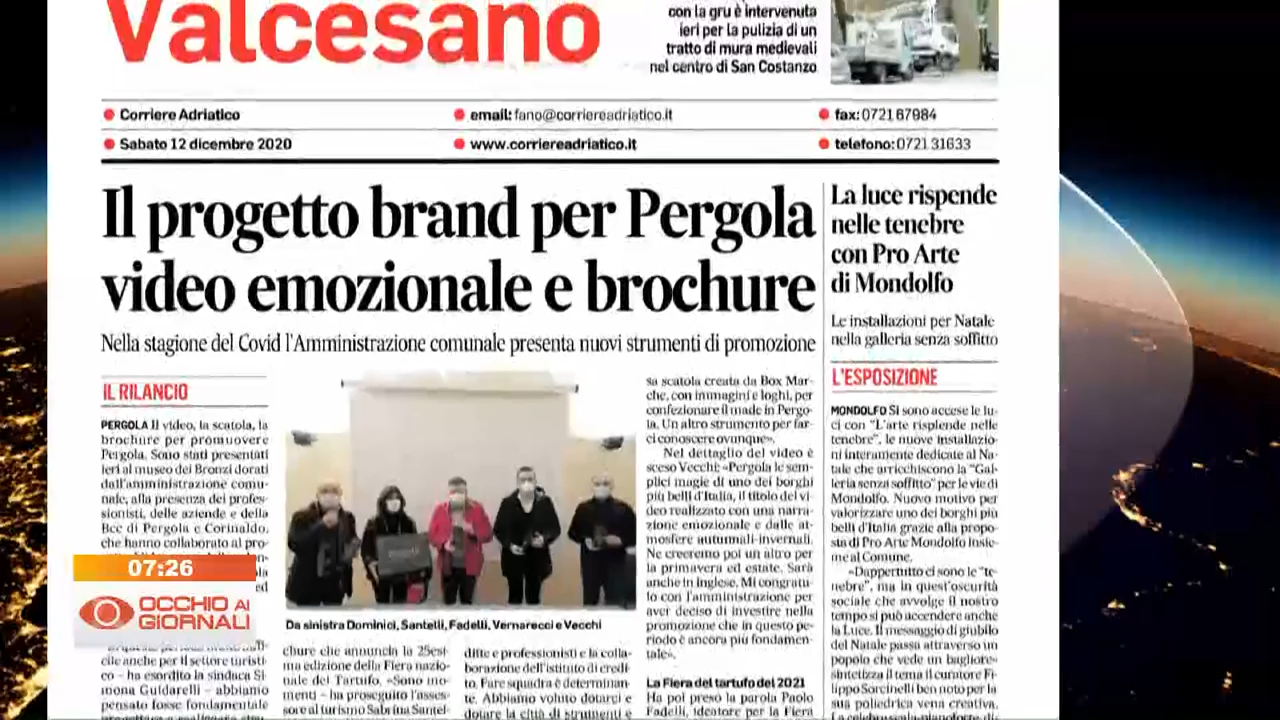 Valcesano
con la gru è intervenuta
ieri per la pulizia di un
tratto di mura medievali
nel centro di San Costanzo
Corriere Adriatico
email: fano@corriereadriatico.it
fax: 0721 67984
Sabato 12 dicembre 2020
www.corriereadriatico.it
telefono: 0721 31633
Il progetto brand per Pergola
video emozionale e brochure
Nella stagione del Covid l'Amministrazione comunale presenta nuovi strumenti di promozione
IL RILANCIO
PERGOLA Il video, la scatola, la
brochure per promuovere
Pergola. Sono stati presentati
ieri al museo dei Bronzi dorati
dall'amministrazione comu-
nale, alla presenza dei profes-
sionisti, delle aziende e della
Bcc di Pergola e Corinaldo,
che hanno collaborato al pro-
07:26
OCCHIO AI
GIORNALI
cile anche per il settore turisti-
co - ha esordito la sindaca Si-
mona Guidarelli - abbiamo
pensato fosse fondamentale
Da sinistra Dominici, Santelli, Fadelli, Vernarecci e Vecchi
chure che annuncia la 25esi-
ma edizione della Fiera nazio-
nale del Tartufo. «Sono mo-
menti - ha proseguito l'asses-
sore al turismo Sabrina Santel-
ditte e professionisti e la colla-
borazione dell'istituto di credi-
to. Fare squadra è determinan-
te. Abbiamo voluto dotarci e
dotare la città di strumenti e
sa scatola creata da Box Mar-
che, con immagini e loghi, per
confezionare il made in Pergo-
la. Un altro strumento per far-
ci conoscere ovunque».
Nel dettaglio del video è
sceso Vecchi: «Pergola le sem-
plici magie di uno dei borghi
più belli d'Italia, il titolo del vi-
deo realizzato con una narra-
zione emozionale e dalle at-
mosfere autunnali-invernali.
Ne creeremo poi un altro per
la primavera ed estate. Sarà
anche in inglese. Mi congratu-
lo con l'amministrazione per
aver deciso di investire nella
promozione che in questo pe-
riodo è ancora più fondamen-
tale».
La Fiera del tartufo del 2021
Ha poi preso la parola Paolo
Fadelli, ideatore per la Fiera
La luce rispende
nelle tenebre
con Pro Arte
di Mondolfo
Le installazioni per Natale
nella galleria senza soffitto
L'ESPOSIZIONE
MONDOLFO Si sono accese le lu-
ci con "L'arte risplende nelle
tenebre", le nuove installazio-
ni interamente dedicate al Na-
tale che arricchiscono la "Gal-
leria senza soffitto" per le vie di
Mondolfo. Nuovo motivo per
valorizzare uno dei borghi più
belli d'Italia grazie alla propo-
sta di Pro Arte Mondolfo insie-
me al Comune.
«Dappertutto ci sono le "te-
nebre", ma in quest'oscurità
sociale che avvolge il nostro
tempo si può accendere anche
la Luce. Il messaggio di giubilo
del Natale passa attraverso un
popolo che vede un bagliore»
sintetizza il tema il curatore Fi-
lippo Sorcinelli ben noto per la
sua poliedrica vena creativa.